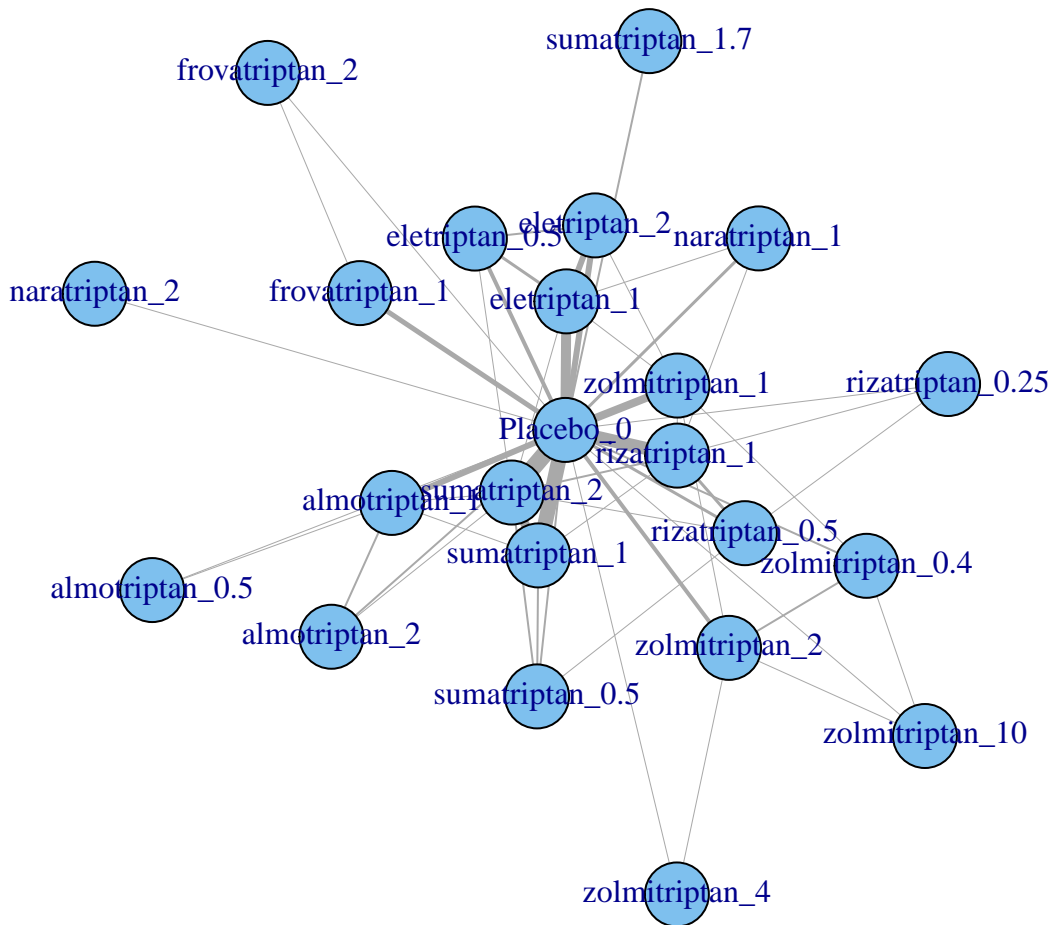 sumatriptan_1.7
frovatriptan_2
eletriptan_2
eletriptan_0.5
naratriptan_1
naratriptan_2
frovatriptan_1
eletriptan_1
zolmitriptan_1
rizatriptan_0.25
Placebo_0
rizatriptan_1
almotriptan_1
sumatriptan_2
rizatriptan_0.5
sumatriptan_1
zolmitriptan_0.4
almotriptan_0.5
almotriptan_2
zolmitriptan_2
sumatriptan_0.5
zolmitriptan_10
zolmitriptan_4